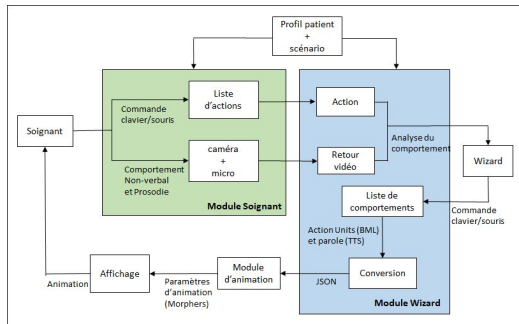 Profil patient
+
scénario
Liste
d'actions
Commande
clavier/souris
Action
Soignant
Analyse du
comportement
caméra
+
micro
Retour
vidéo
Wizard
Comportement
Non-verbal
et Prosodie
Module Soignant
Liste de
comportements
Commande
clavier/souris
Action Units (BML)
et parole (TTS)
Affichage
Module
d'animation
Conversion
Animation
Paramètres
d'animation
(Morphers)
JSON
Module Wizard